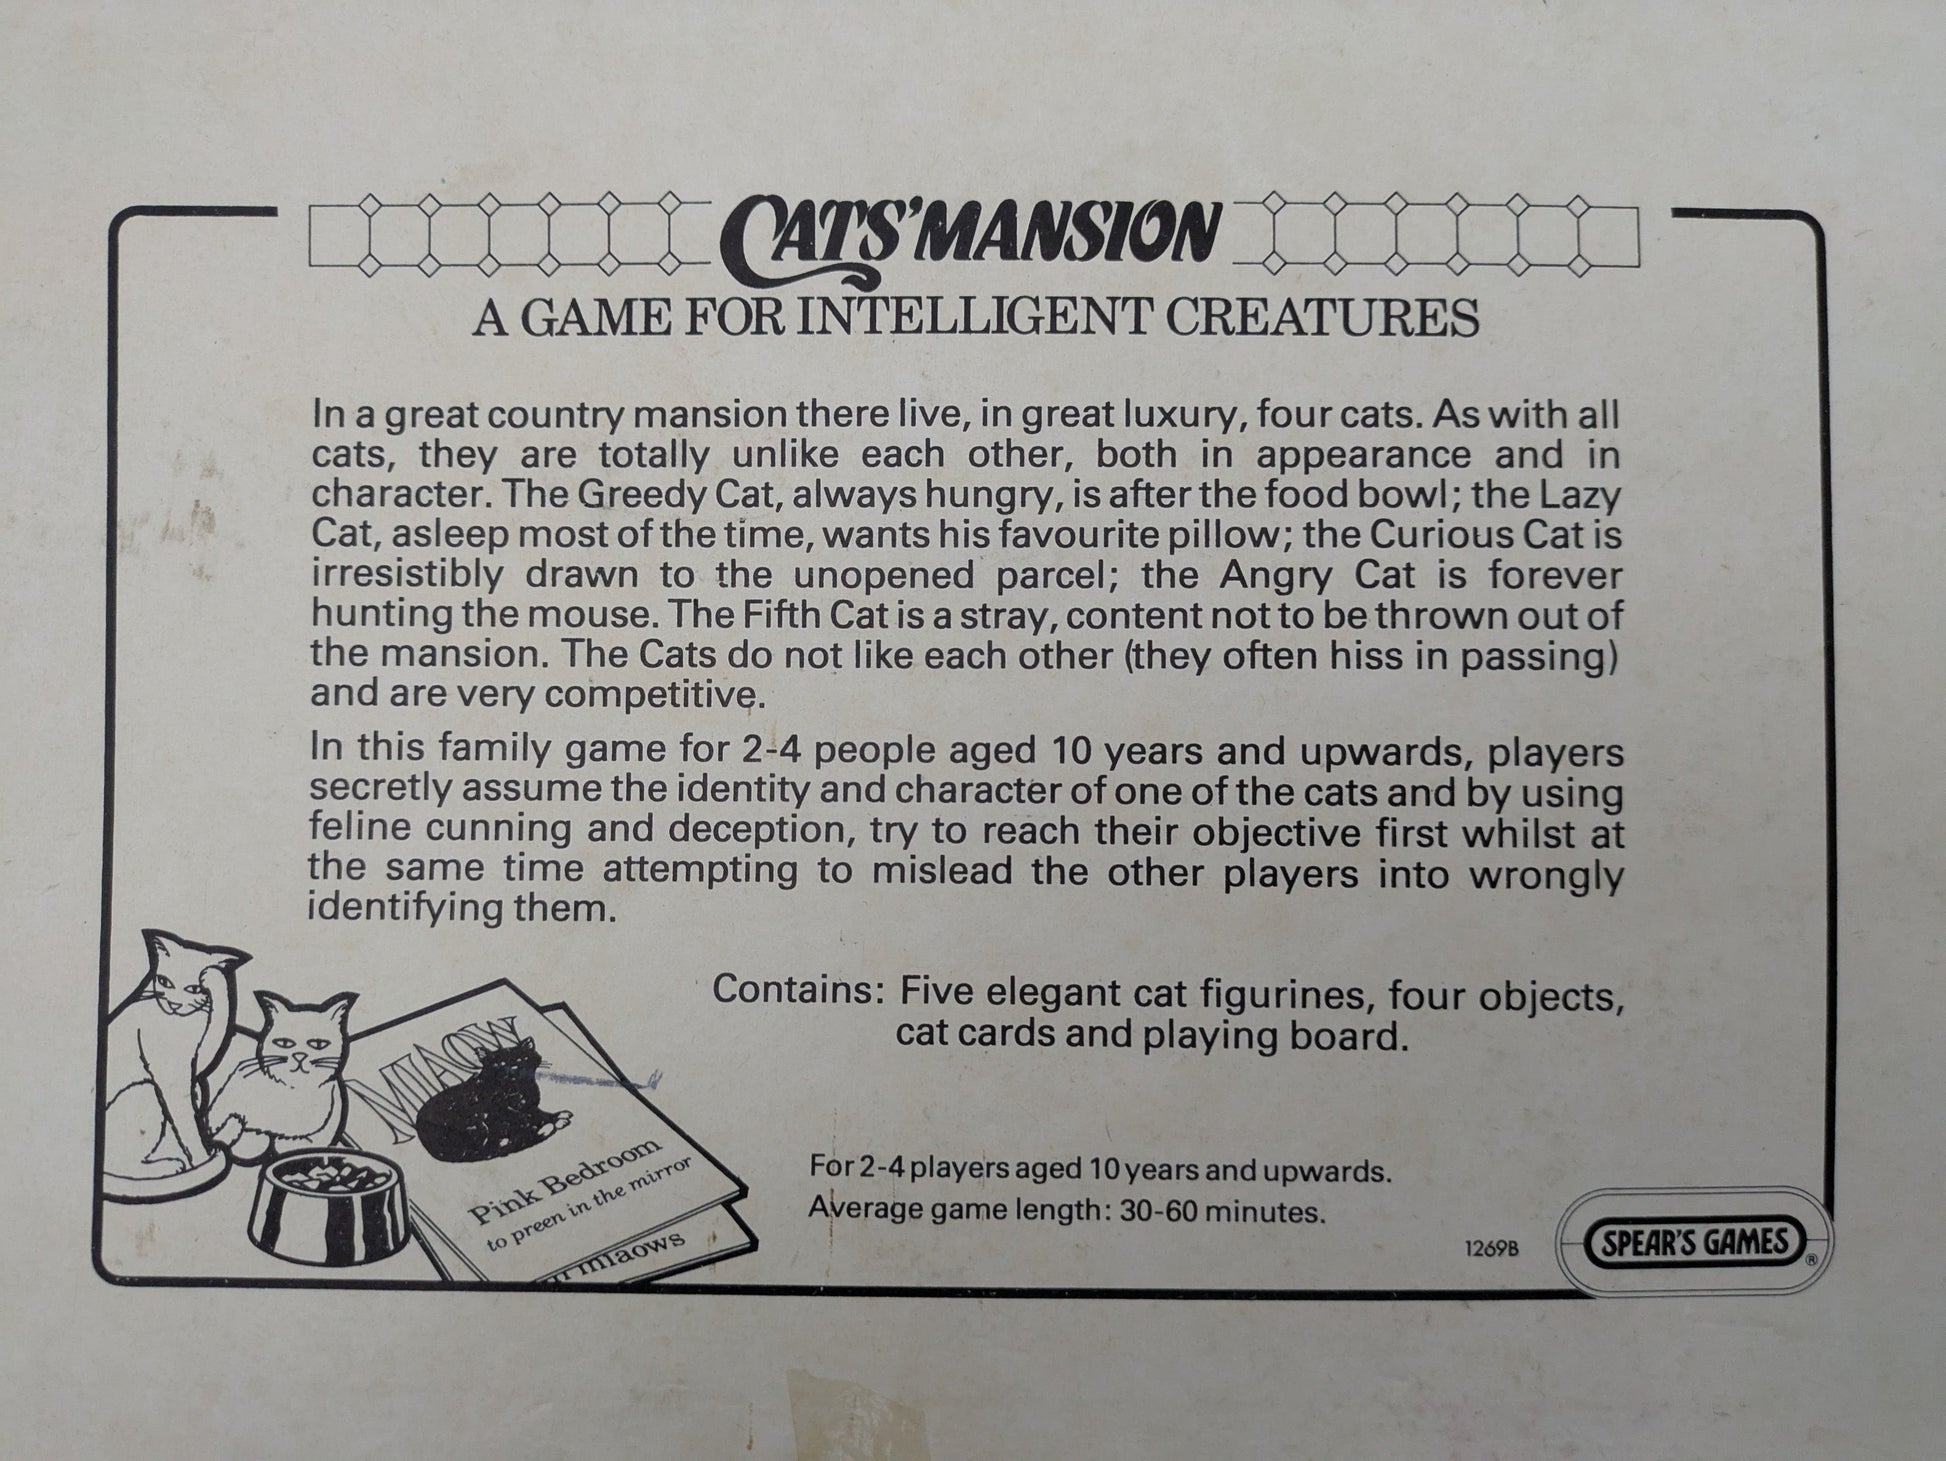 CATS' MANSION
A GAME FOR INTELLIGENT CREATURES
In a great country mansion there live, in great luxury, four cats. As with all
cats, they are totally unlike each other, both in appearance and in
character. The Greedy Cat, always hungry, is after the food bowl; the Lazy
Cat, asleep most of the time, wants his favourite pillow; the Curious Cat is
irresistibly drawn to the unopened parcel; the Angry Cat is forever
hunting the mouse. The Fifth Cat is a stray, content not to be thrown out of
the mansion. The Cats do not like each other (they often hiss in passing)
and are very competitive.
In this family game for 2-4 people aged 10 years and upwards, players
secretly assume the identity and character of one of the cats and by using
feline cunning and deception, try to reach their objective first whilst at
the same time attempting to mislead the other players into wrongly
identifying them.
Contains: Five elegant cat figurines, four objects,
cat cards and playing board.
MIAOW
Pink Bedroom
to preen in the mirror
miaows
For 2-4 players aged 10 years and upwards.
Average game length: 30-60 minutes.
1269B
SPEAR'S GAMES ®